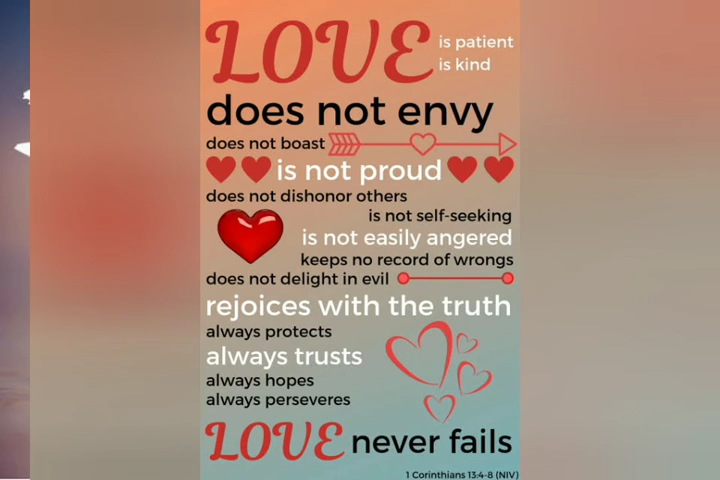 LOVE is patient
is kind
does not envy
does not boast
is not proud
does not dishonor others
is not self-seeking
is not easily angered
keeps no record of wrongs
does not delight in evil
rejoices with the truth
always protects
always trusts
always hopes
always perseveres
LOVE never fails
1 Corinthians 13:4-8 (NIV)